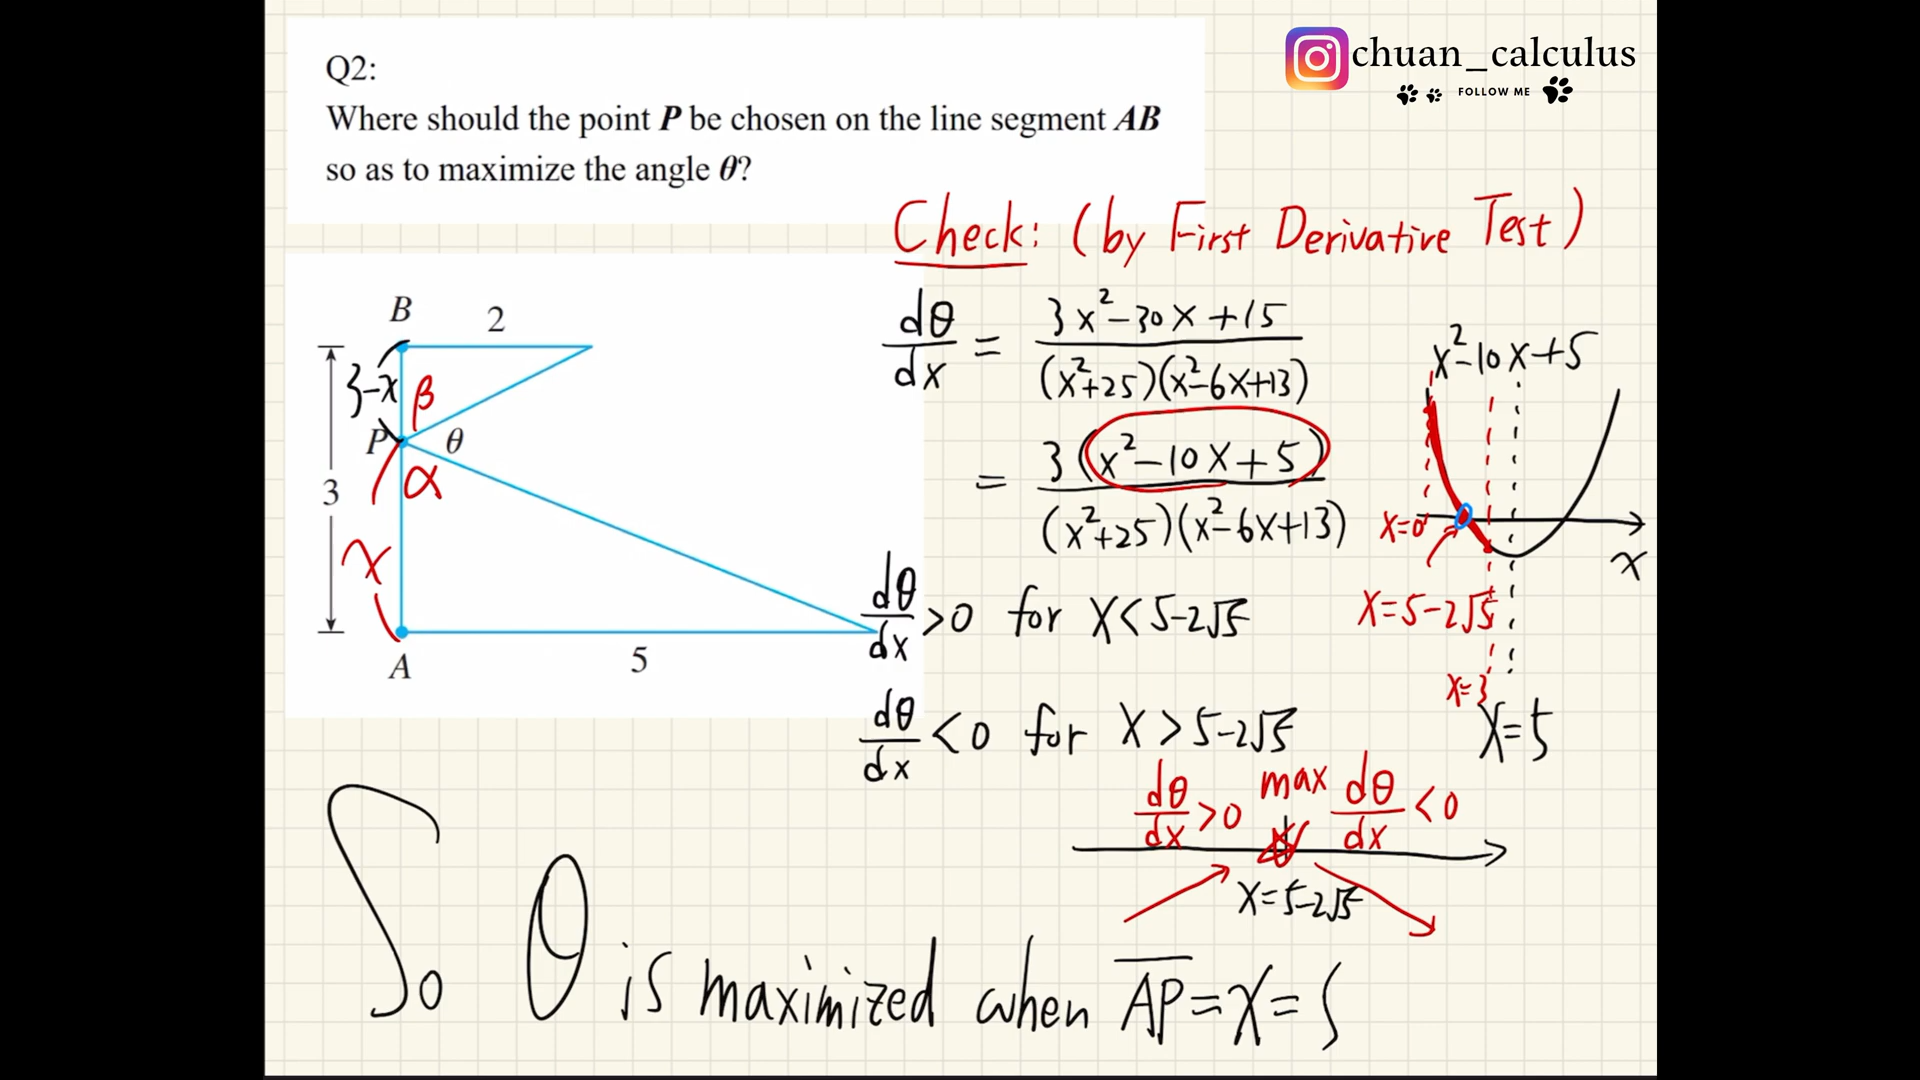 chuan_calculus
FOLLOW ME
Q2:
Where should the point P be chosen on the line segment AB
so as to maximize the angle θ?
Check: (by First Derivative Test)
B
2
3-x
β
P
θ
α
3
x
A
5
dθ/dx = (3x²-30x+15)/((x²+25)(x²-6x+13))
= 3(x²-10x+5)/((x²+25)(x²-6x+13))
dθ/dx >0 for x<5-2√5
dθ/dx <0 for x>5-2√5
x²-10x+5
x=0
x
x=5-2√5
x=3
x=5
dθ/dx >0 max dθ/dx <0
x=5-2√5
So θ is maximized when A͞P͞=x=